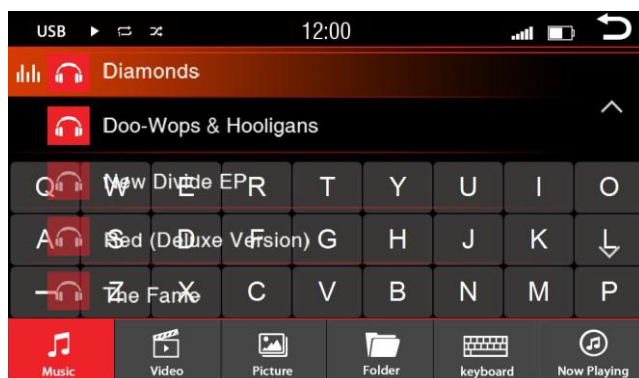 USB 12:00
Diamonds
Doo-Wops & Hooligans
New Divide EP
Q W E R T Y U I O
Red (Deluxe Version)
A S D F G H J K L
The Fame
– Z X C V B N M P
Music Video Picture Folder keyboard Now Playing